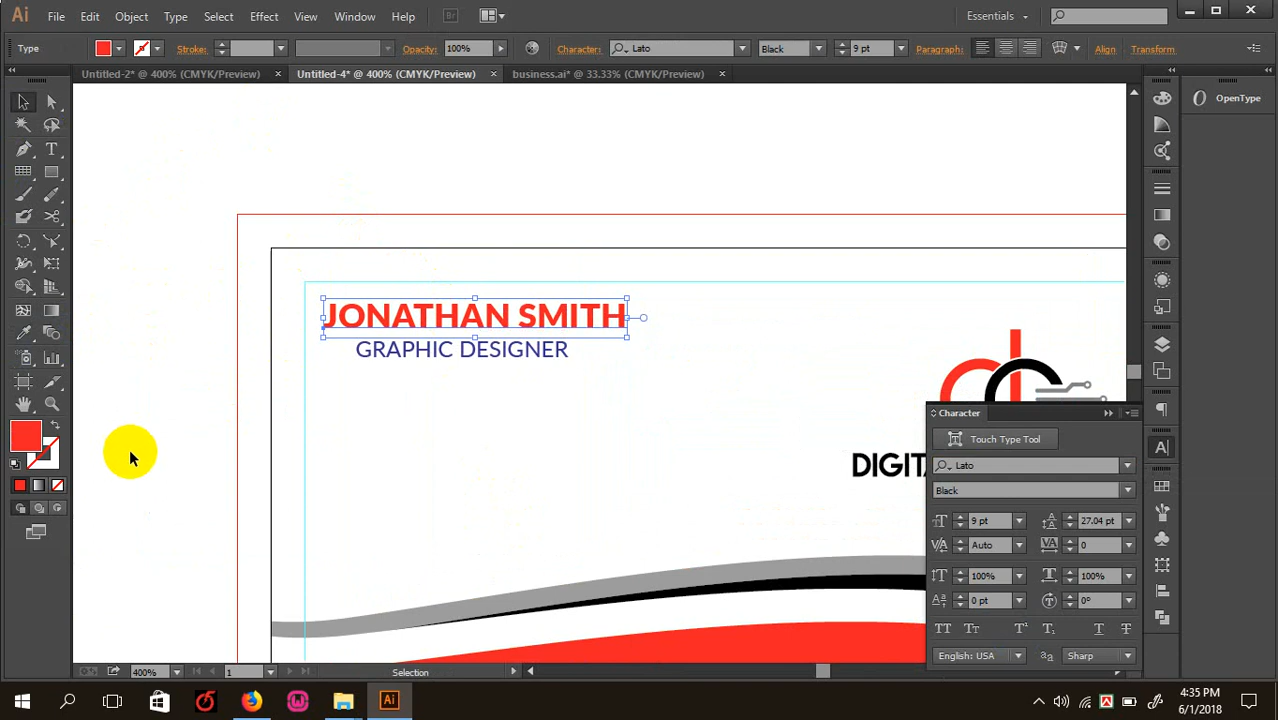 Ai File Edit Object Type Select Effect View Window Help Br Essentials
Type Stroke: Opacity: 100% Character: Lato Black 9 pt Paragraph: Align Transform
Untitled-2* @ 400% (CMYK/Preview) × Untitled-4* @ 400% (CMYK/Preview) × business.ai* @ 33.33% (CMYK/Preview) ×
OpenType
JONATHAN SMITH
GRAPHIC DESIGNER
DIGITA
Character
Touch Type Tool
Lato
Black
9 pt 27.04 pt
Auto 0
100% 100%
0 pt 0°
English: USA Sharp
400% 1 Selection
Ai 4:35 PM
6/1/2018